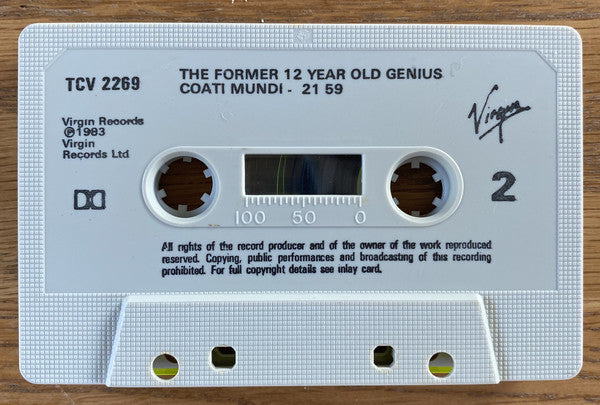 TCV 2269
THE FORMER 12 YEAR OLD GENIUS
COATI MUNDI - 21 59
Virgin Records
℗©1983
Virgin
Records Ltd
Virgin
2
100 50 0
All rights of the record producer and of the owner of the work reproduced
reserved. Copying, public performances and broadcasting of this recording
prohibited. For full copyright details see inlay card.